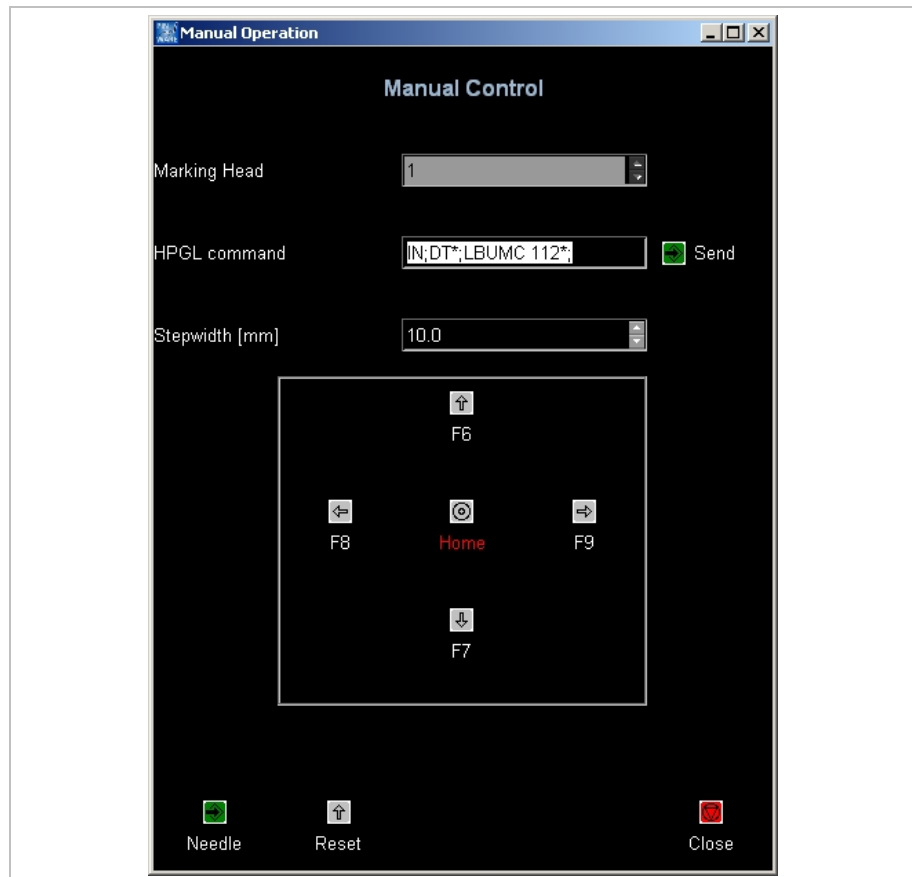 Manual Operation
Manual Control
Marking Head 1
HPGL command IN;DT*;LBUMC 112*; Send
Stepwidth [mm] 10.0
F6
F8 Home F9
F7
Needle Reset Close